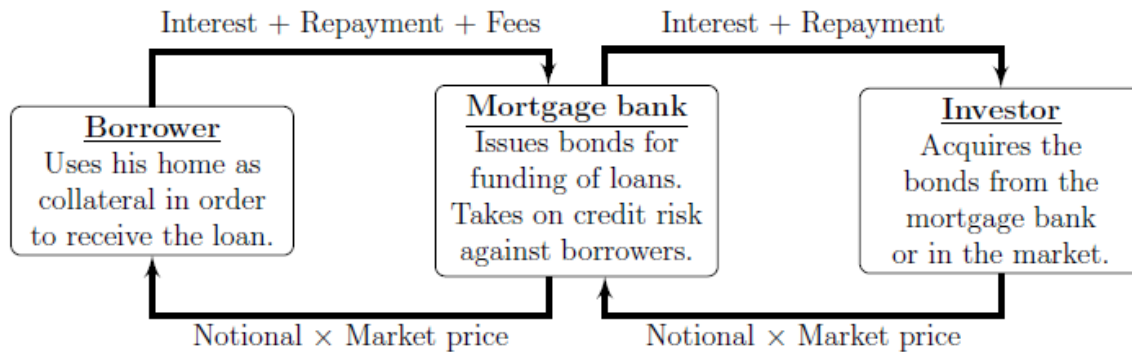 Interest + Repayment + Fees
Interest + Repayment
Borrower
Uses his home as
collateral in order
to receive the loan.
Mortgage bank
Issues bonds for
funding of loans.
Takes on credit risk
against borrowers.
Investor
Acquires the
bonds from the
mortgage bank
or in the market.
Notional × Market price
Notional × Market price